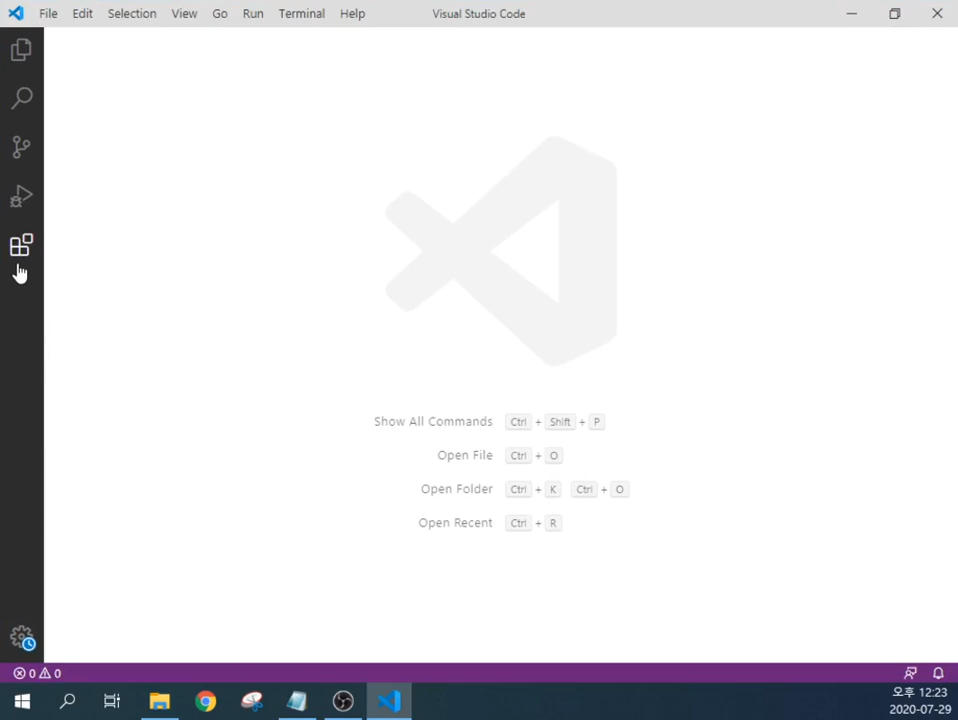 File Edit Selection View Go Run Terminal Help Visual Studio Code
Show All Commands Ctrl + Shift + P
Open File Ctrl + O
Open Folder Ctrl + K Ctrl + O
Open Recent Ctrl + R
0 0
오후 12:23
2020-07-29